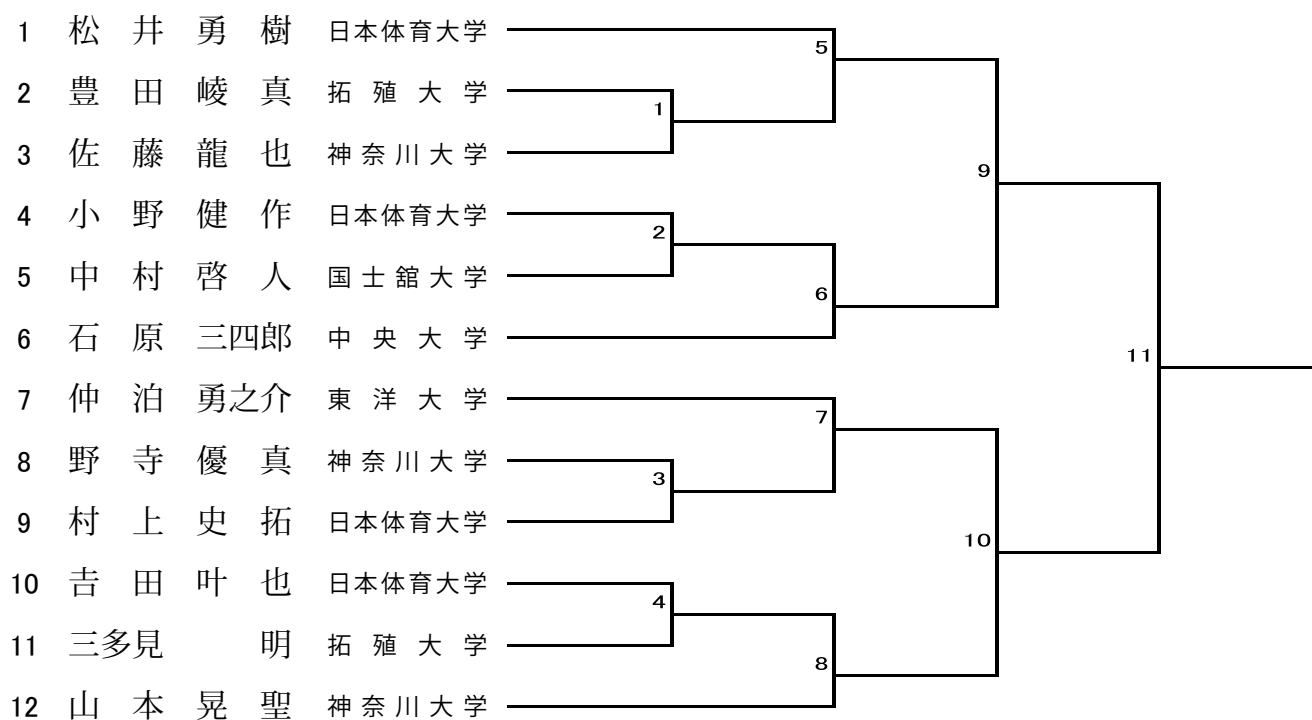 1 松井勇樹 日本体育大学
5
2 豊田崚真 拓殖大学
1
3 佐藤龍也 神奈川大学
9
4 小野健作 日本体育大学
2
5 中村啓人 国士舘大学
6
6 石原三四郎 中央大学
11
7 仲泊勇之介 東洋大学
7
8 野寺優真 神奈川大学
3
9 村上史拓 日本体育大学
10
10 吉田叶也 日本体育大学
4
11 三多見明 拓殖大学
8
12 山本晃聖 神奈川大学